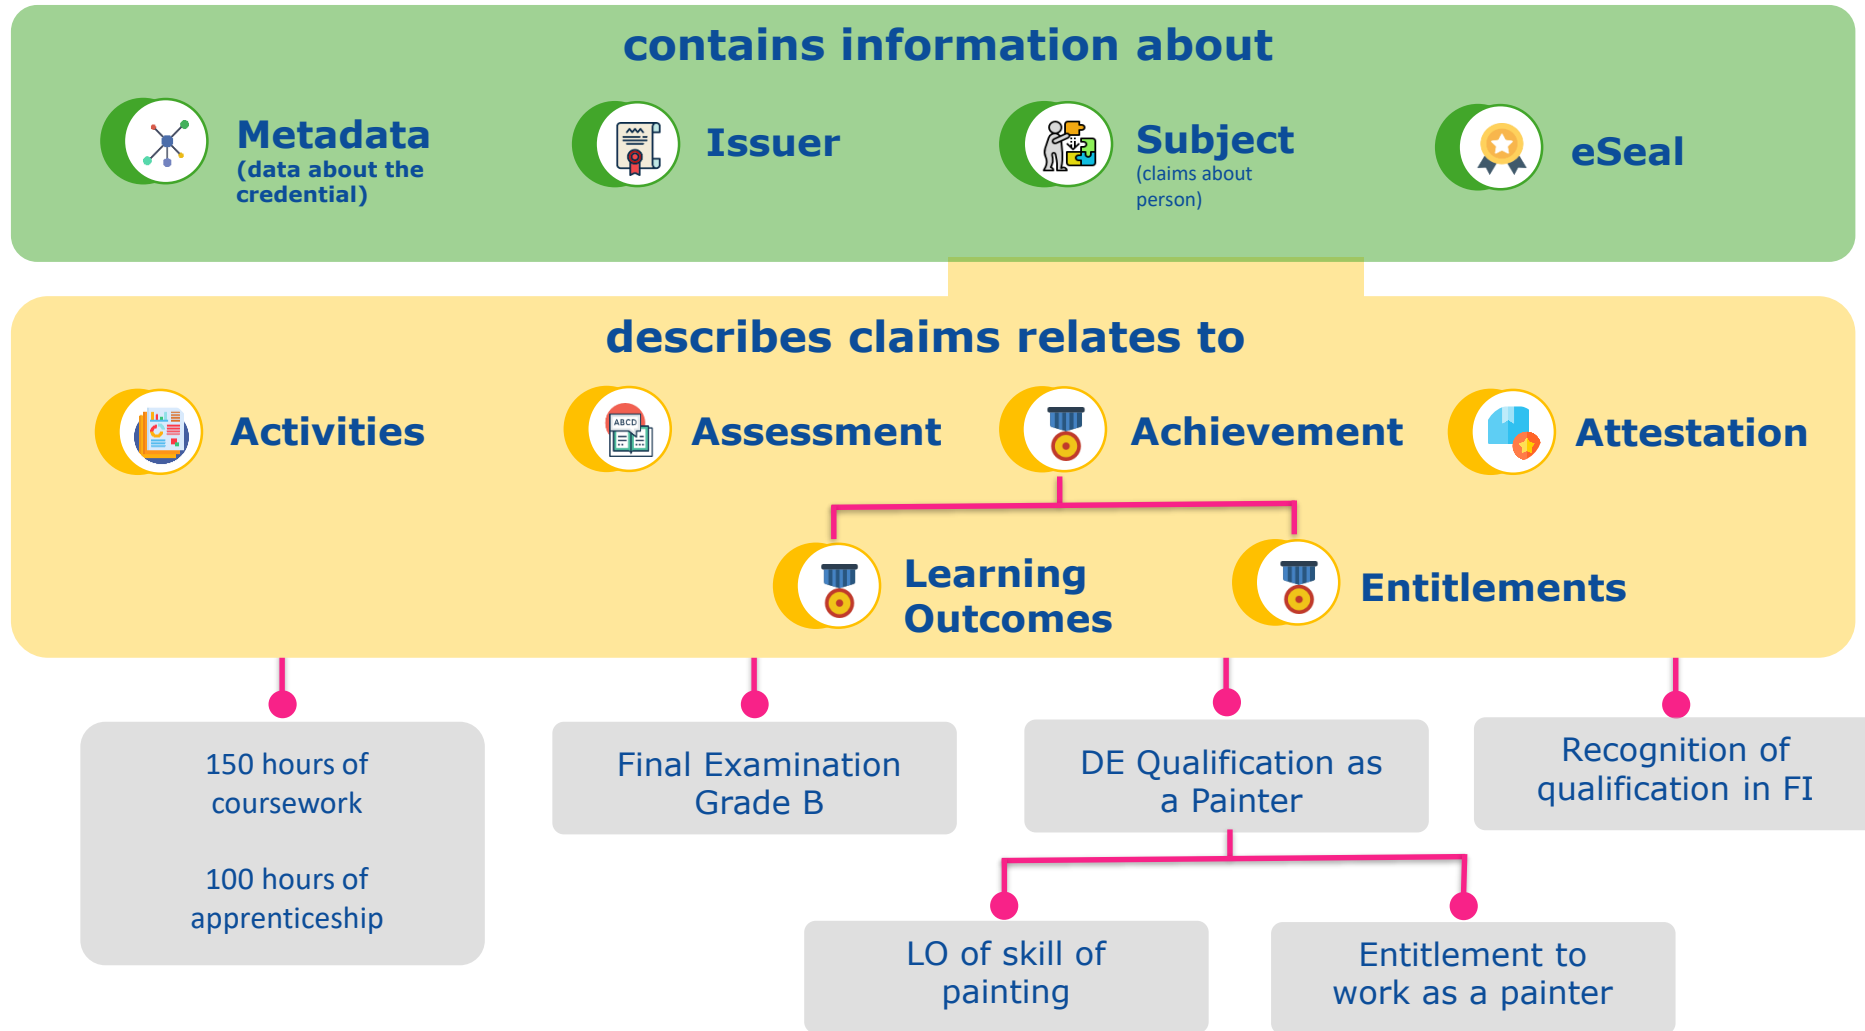 contains information about
Metadata
(data about the
credential)
Issuer
Subject
(claims about
person)
eSeal
describes claims relates to
Activities
ABCD
Assessment
Achievement
Attestation
Learning
Outcomes
Entitlements
150 hours of
coursework
100 hours of
apprenticeship
Final Examination
Grade B
DE Qualification as
a Painter
Recognition of
qualification in FI
LO of skill of
painting
Entitlement to
work as a painter